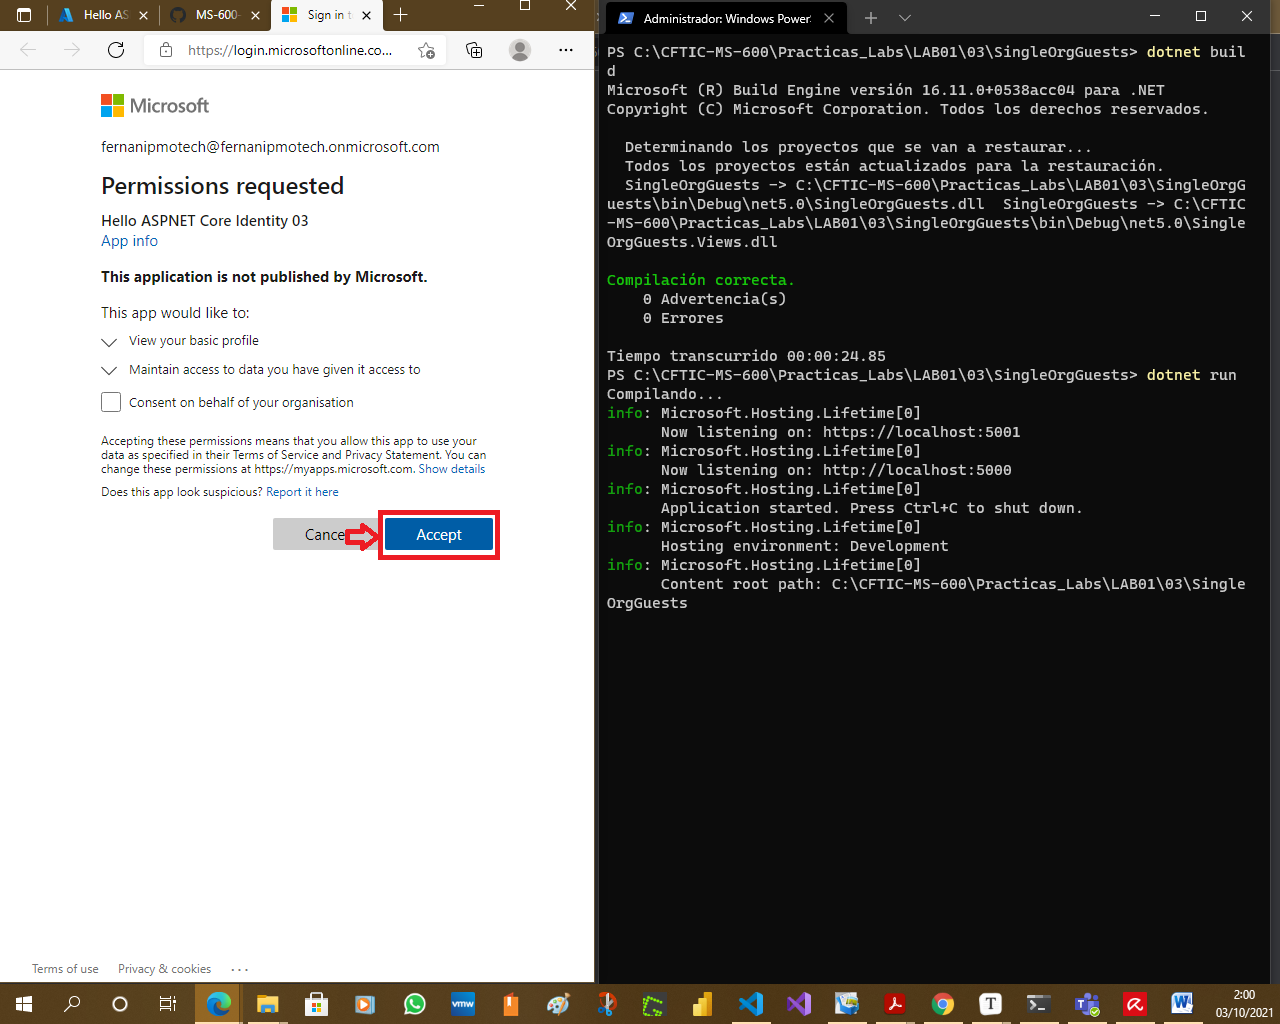 Hello AS
MS-600-
Sign in t
https://login.microsoftonline.co...
Microsoft
fernanipmotech@fernanipmotech.onmicrosoft.com
Permissions requested
Hello ASPNET Core Identity 03
App info
This application is not published by Microsoft.
This app would like to:
View your basic profile
Maintain access to data you have given it access to
Consent on behalf of your organisation
Accepting these permissions means that you allow this app to use your
data as specified in their Terms of Service and Privacy Statement. You can
change these permissions at https://myapps.microsoft.com. Show details
Does this app look suspicious? Report it here
Cancel
Accept
Terms of use Privacy & cookies ...
Administrador: Windows Power
PS C:\CFTIC-MS-600\Practicas_Labs\LAB01\03\SingleOrgGuests> dotnet buil
d
Microsoft (R) Build Engine versión 16.11.0+0538acc04 para .NET
Copyright (C) Microsoft Corporation. Todos los derechos reservados.
Determinando los proyectos que se van a restaurar...
Todos los proyectos están actualizados para la restauración.
SingleOrgGuests -> C:\CFTIC-MS-600\Practicas_Labs\LAB01\03\SingleOrgG
uests\bin\Debug\net5.0\SingleOrgGuests.dll  SingleOrgGuests -> C:\CFTIC
-MS-600\Practicas_Labs\LAB01\03\SingleOrgGuests\bin\Debug\net5.0\Single
OrgGuests.Views.dll
Compilación correcta.
0 Advertencia(s)
0 Errores
Tiempo transcurrido 00:00:24.85
PS C:\CFTIC-MS-600\Practicas_Labs\LAB01\03\SingleOrgGuests> dotnet run
Compilando...
info: Microsoft.Hosting.Lifetime[0]
Now listening on: https://localhost:5001
info: Microsoft.Hosting.Lifetime[0]
Now listening on: http://localhost:5000
info: Microsoft.Hosting.Lifetime[0]
Application started. Press Ctrl+C to shut down.
info: Microsoft.Hosting.Lifetime[0]
Hosting environment: Development
info: Microsoft.Hosting.Lifetime[0]
Content root path: C:\CFTIC-MS-600\Practicas_Labs\LAB01\03\Single
OrgGuests
vmw
T
2:00
03/10/2021